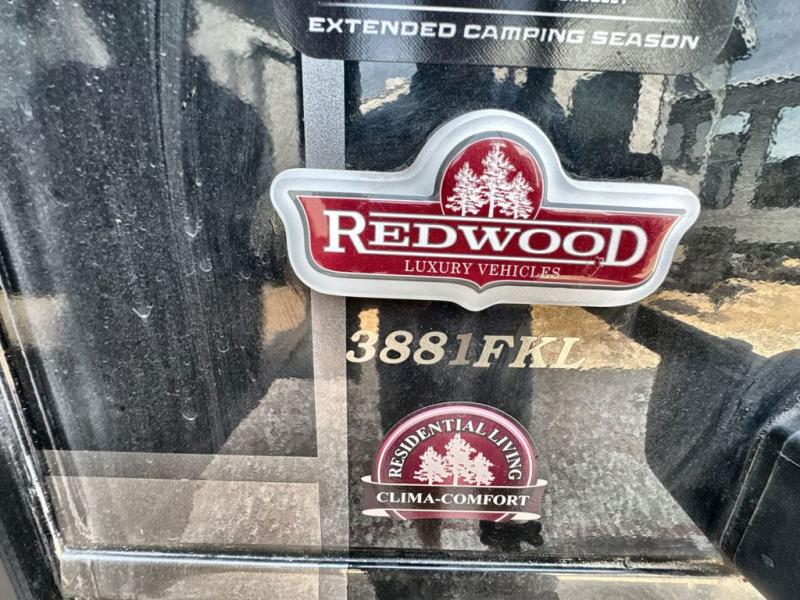 EXTENDED CAMPING SEASON
REDWOOD
LUXURY VEHICLES
3881FKL
RESIDENTIAL LIVING
CLIMA-COMFORT